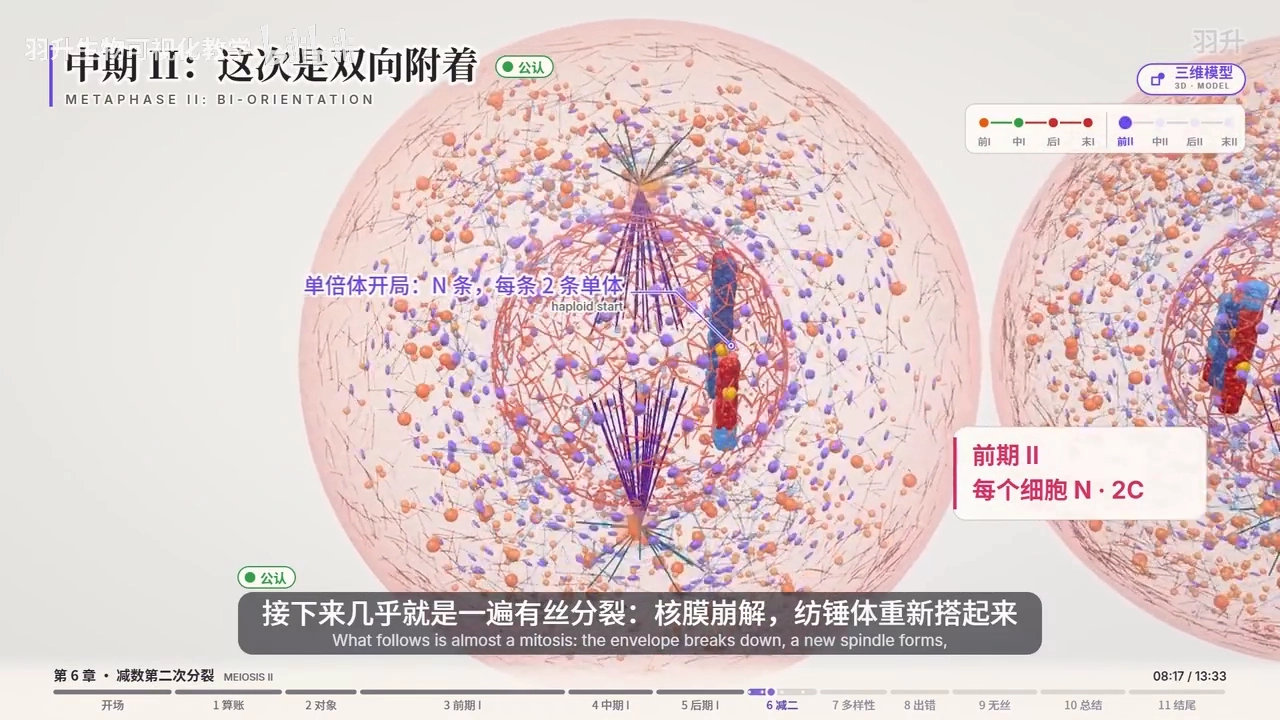 羽升生物可视化教学
羽升
中期 II：这次是双向附着
公认
METAPHASE II: BI-ORIENTATION
三维模型
3D · MODEL
前I 中I 后I 末I 前II 中II 后II 末II
单倍体开局：N 条，每条 2 条单体
haploid start
前期 II
每个细胞 N · 2C
公认
接下来几乎就是一遍有丝分裂：核膜崩解，纺锤体重新搭起来
What follows is almost a mitosis: the envelope breaks down, a new spindle forms,
第 6 章 · 减数第二次分裂 MEIOSIS II
08:17 / 13:33
开场 1 算账 2 对象 3 前期 I 4 中期 I 5 后期 I 6 减二 7 多样性 8 出错 9 无丝 10 总结 11 结尾